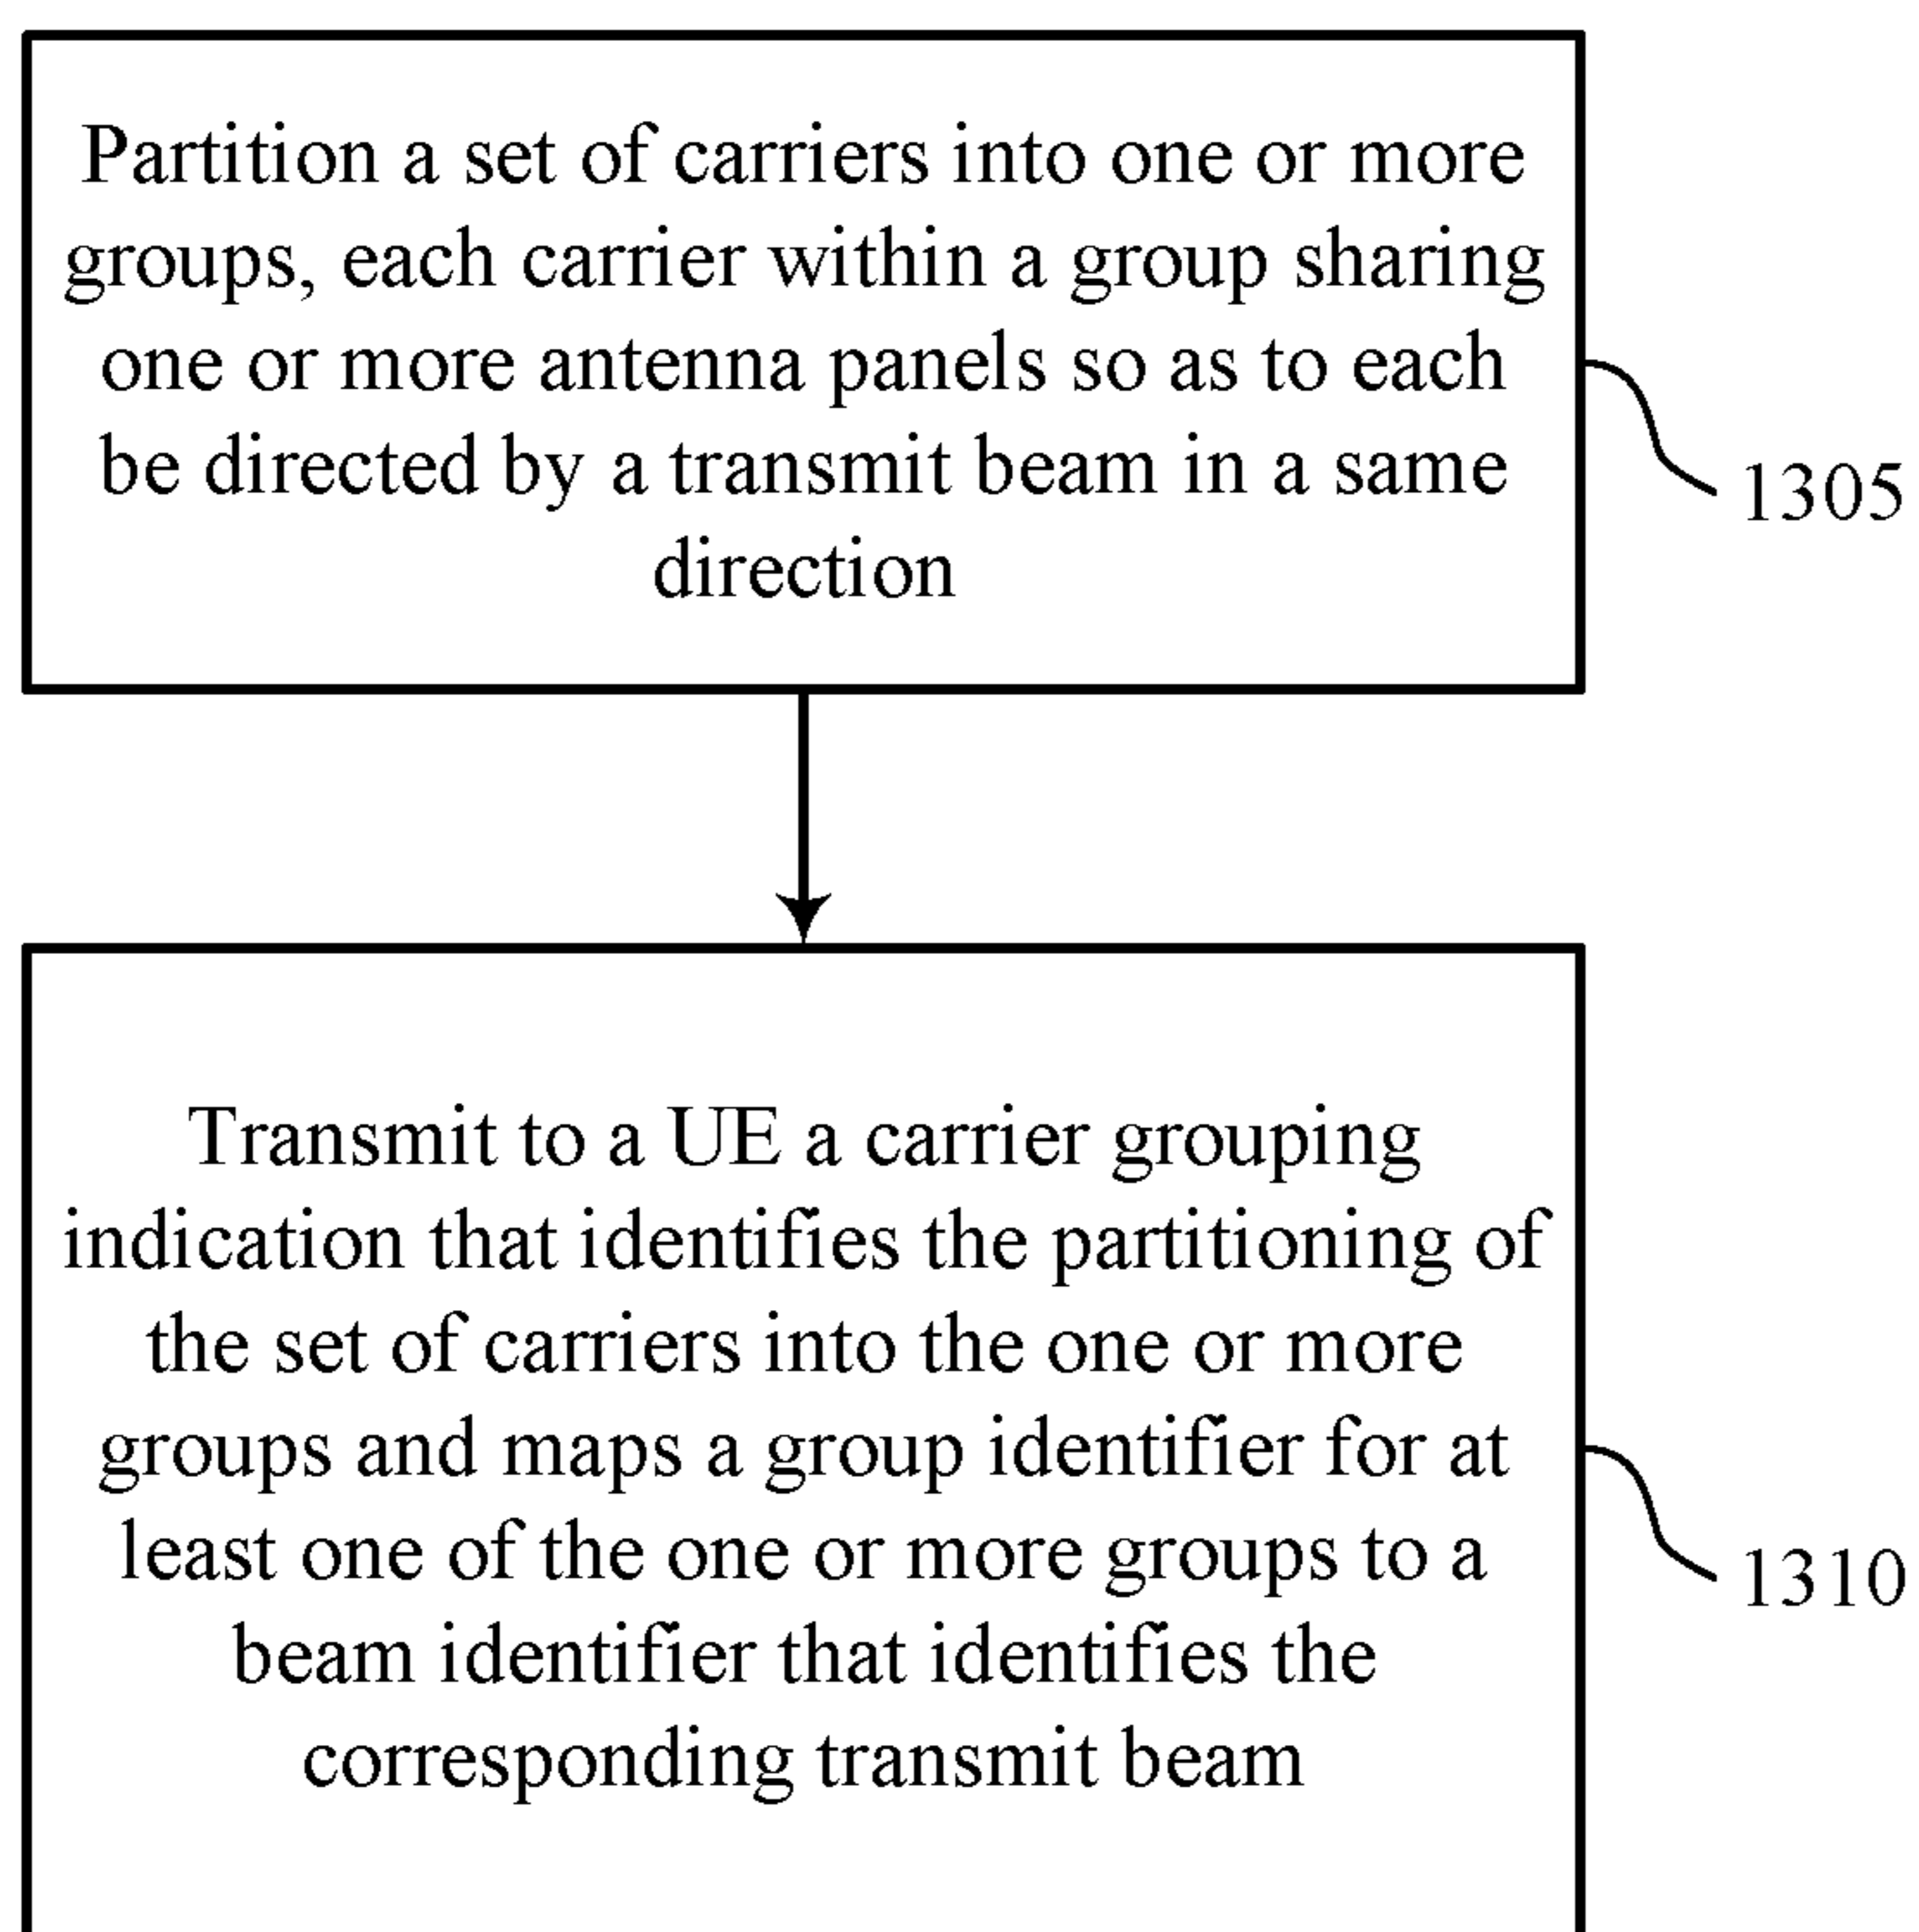 Partition a set of carriers into one or more
groups, each carrier within a group sharing
one or more antenna panels so as to each
be directed by a transmit beam in a same
direction
1305
Transmit to a UE a carrier grouping
indication that identifies the partitioning of
the set of carriers into the one or more
groups and maps a group identifier for at
least one of the one or more groups to a
beam identifier that identifies the
corresponding transmit beam
1310